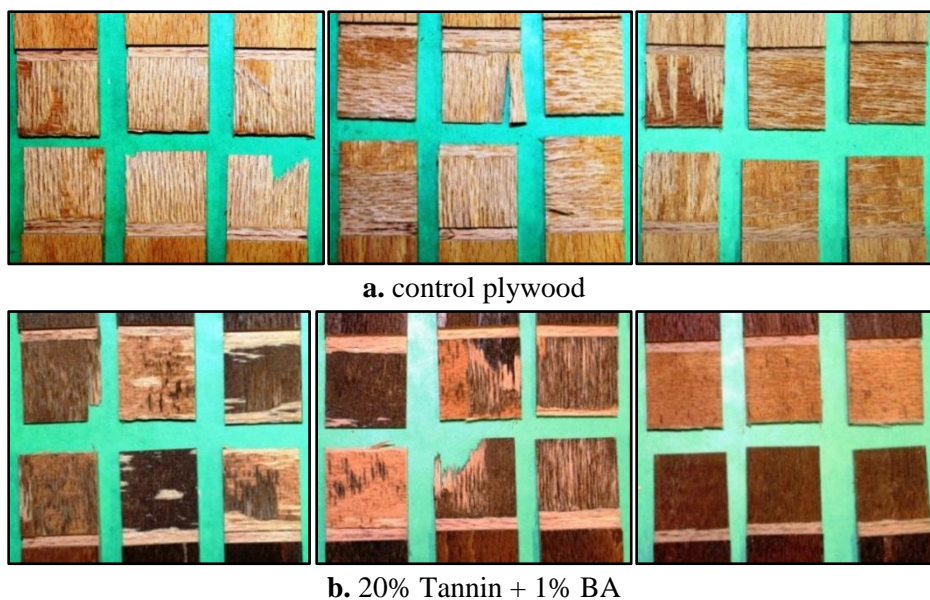 a. control plywood
b. 20% Tannin + 1% BA